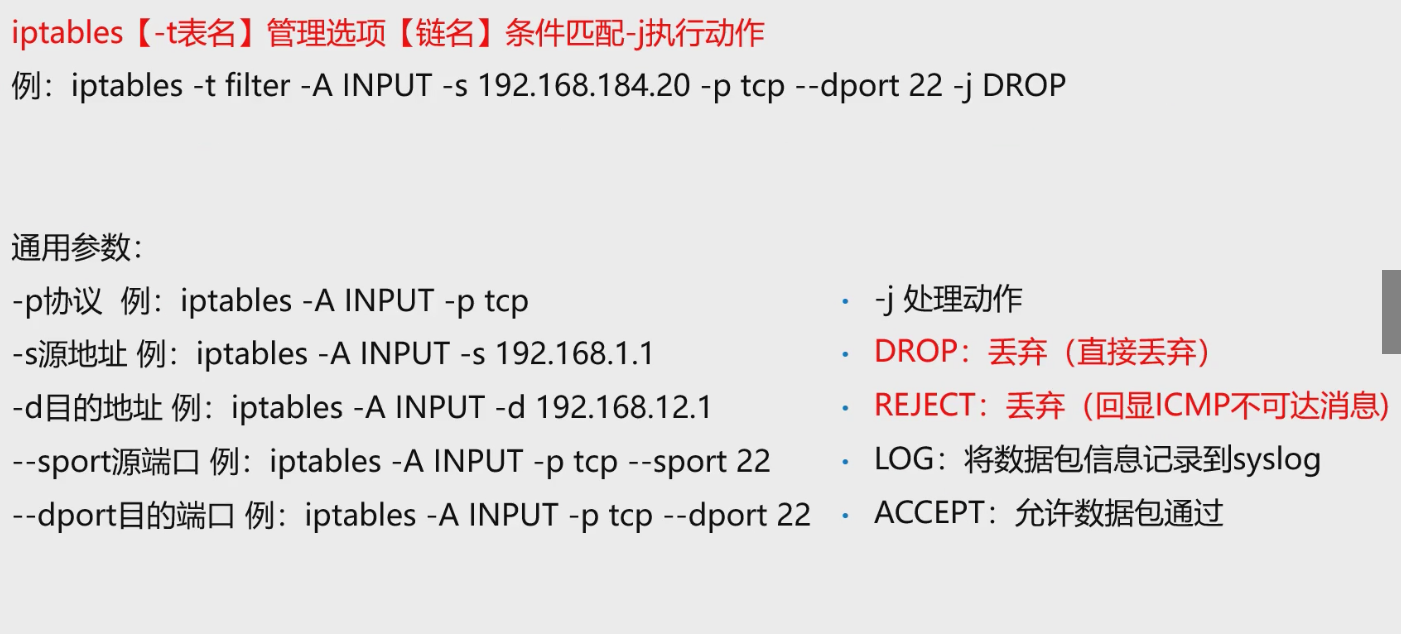 iptables【-t表名】管理选项【链名】条件匹配-j执行动作
例：iptables -t filter -A INPUT -s 192.168.184.20 -p tcp --dport 22 -j DROP
通用参数：
-p协议 例：iptables -A INPUT -p tcp
-s源地址 例：iptables -A INPUT -s 192.168.1.1
-d目的地址 例：iptables -A INPUT -d 192.168.12.1
--sport源端口 例：iptables -A INPUT -p tcp --sport 22
--dport目的端口 例：iptables -A INPUT -p tcp --dport 22
• -j 处理动作
• DROP：丢弃（直接丢弃）
• REJECT：丢弃（回显ICMP不可达消息)
• LOG：将数据包信息记录到syslog
• ACCEPT：允许数据包通过